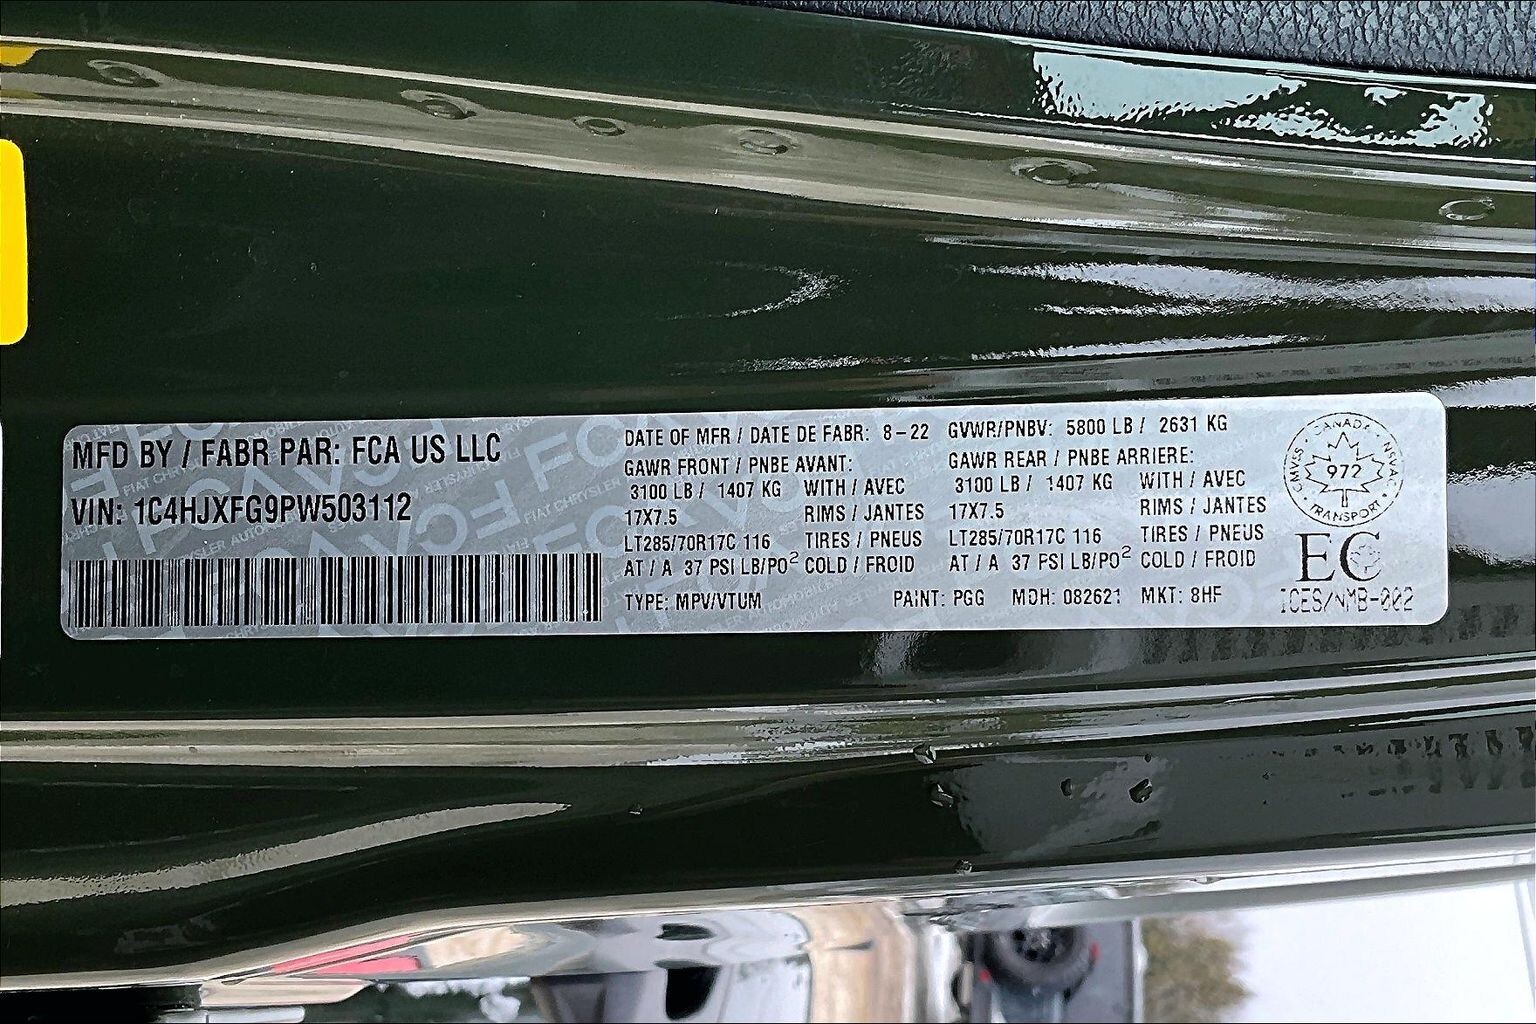 MFD BY / FABR PAR: FCA US LLC
VIN: 1C4HJXFG9PW503112
DATE OF MFR / DATE DE FABR: 8-22 GVWR/PNBV: 5800 LB / 2631 KG
GAWR FRONT / PNBE AVANT: GAWR REAR / PNBE ARRIERE:
3100 LB / 1407 KG WITH / AVEC 3100 LB / 1407 KG WITH / AVEC
17X7.5 RIMS / JANTES 17X7.5 RIMS / JANTES
LT285/70R17C 116 TIRES / PNEUS LT285/70R17C 116 TIRES / PNEUS
AT / A 37 PSI LB/PO² COLD / FROID AT / A 37 PSI LB/PO² COLD / FROID
TYPE: MPV/VTUM PAINT: PGG MDH: 082621 MKT: 8HF
CANADA
CMVSS 972 NSVAC
TRANSPORT
EC
ICES/NMB-002